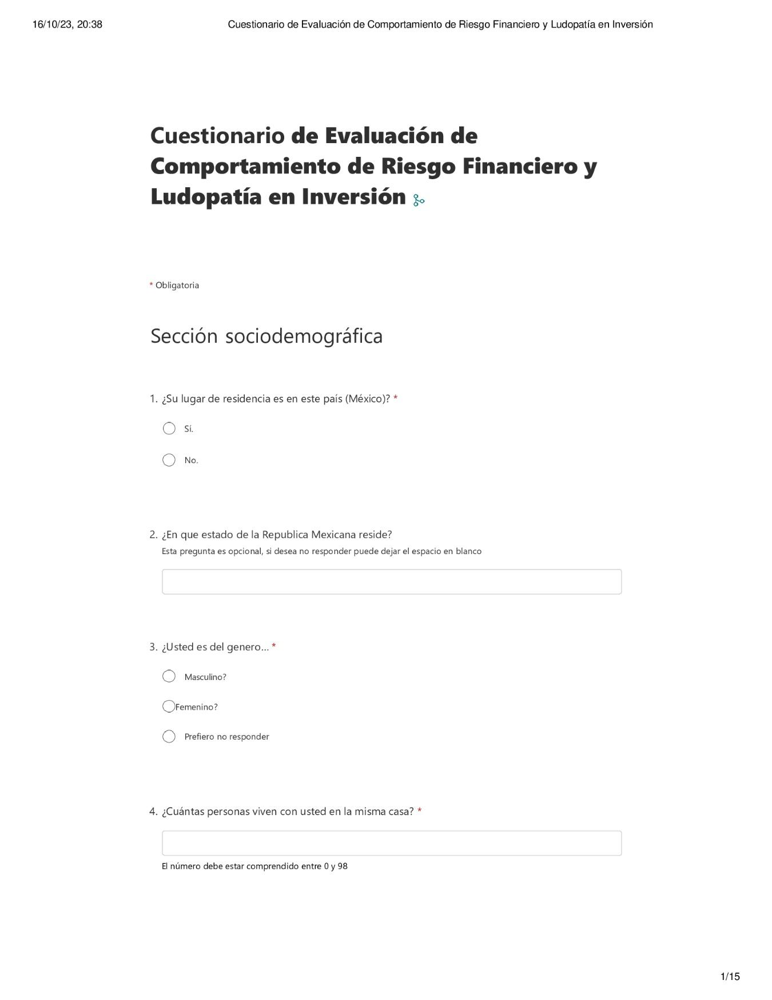 16/10/23, 20:38
Cuestionario de Evaluación de Comportamiento de Riesgo Financiero y Ludopatía en Inversión
Cuestionario de Evaluación de
Comportamiento de Riesgo Financiero y
Ludopatía en Inversión
* Obligatoria
Sección sociodemográfica
1. ¿Su lugar de residencia es en este país (México)? *
Sí.
No.
2. ¿En que estado de la Republica Mexicana reside?
Esta pregunta es opcional, si desea no responder puede dejar el espacio en blanco
3. ¿Usted es del genero... *
Masculino?
Femenino?
Prefiero no responder
4. ¿Cuántas personas viven con usted en la misma casa? *
El número debe estar comprendido entre 0 y 98
1/15